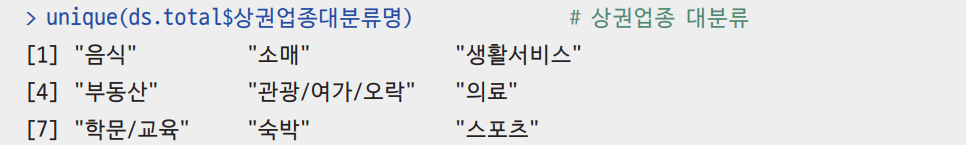 > unique(ds.total$상권업종대분류명) # 상권업종 대분류
[1] "음식" "소매" "생활서비스"
[4] "부동산" "관광/여가/오락" "의료"
[7] "학문/교육" "숙박" "스포츠"